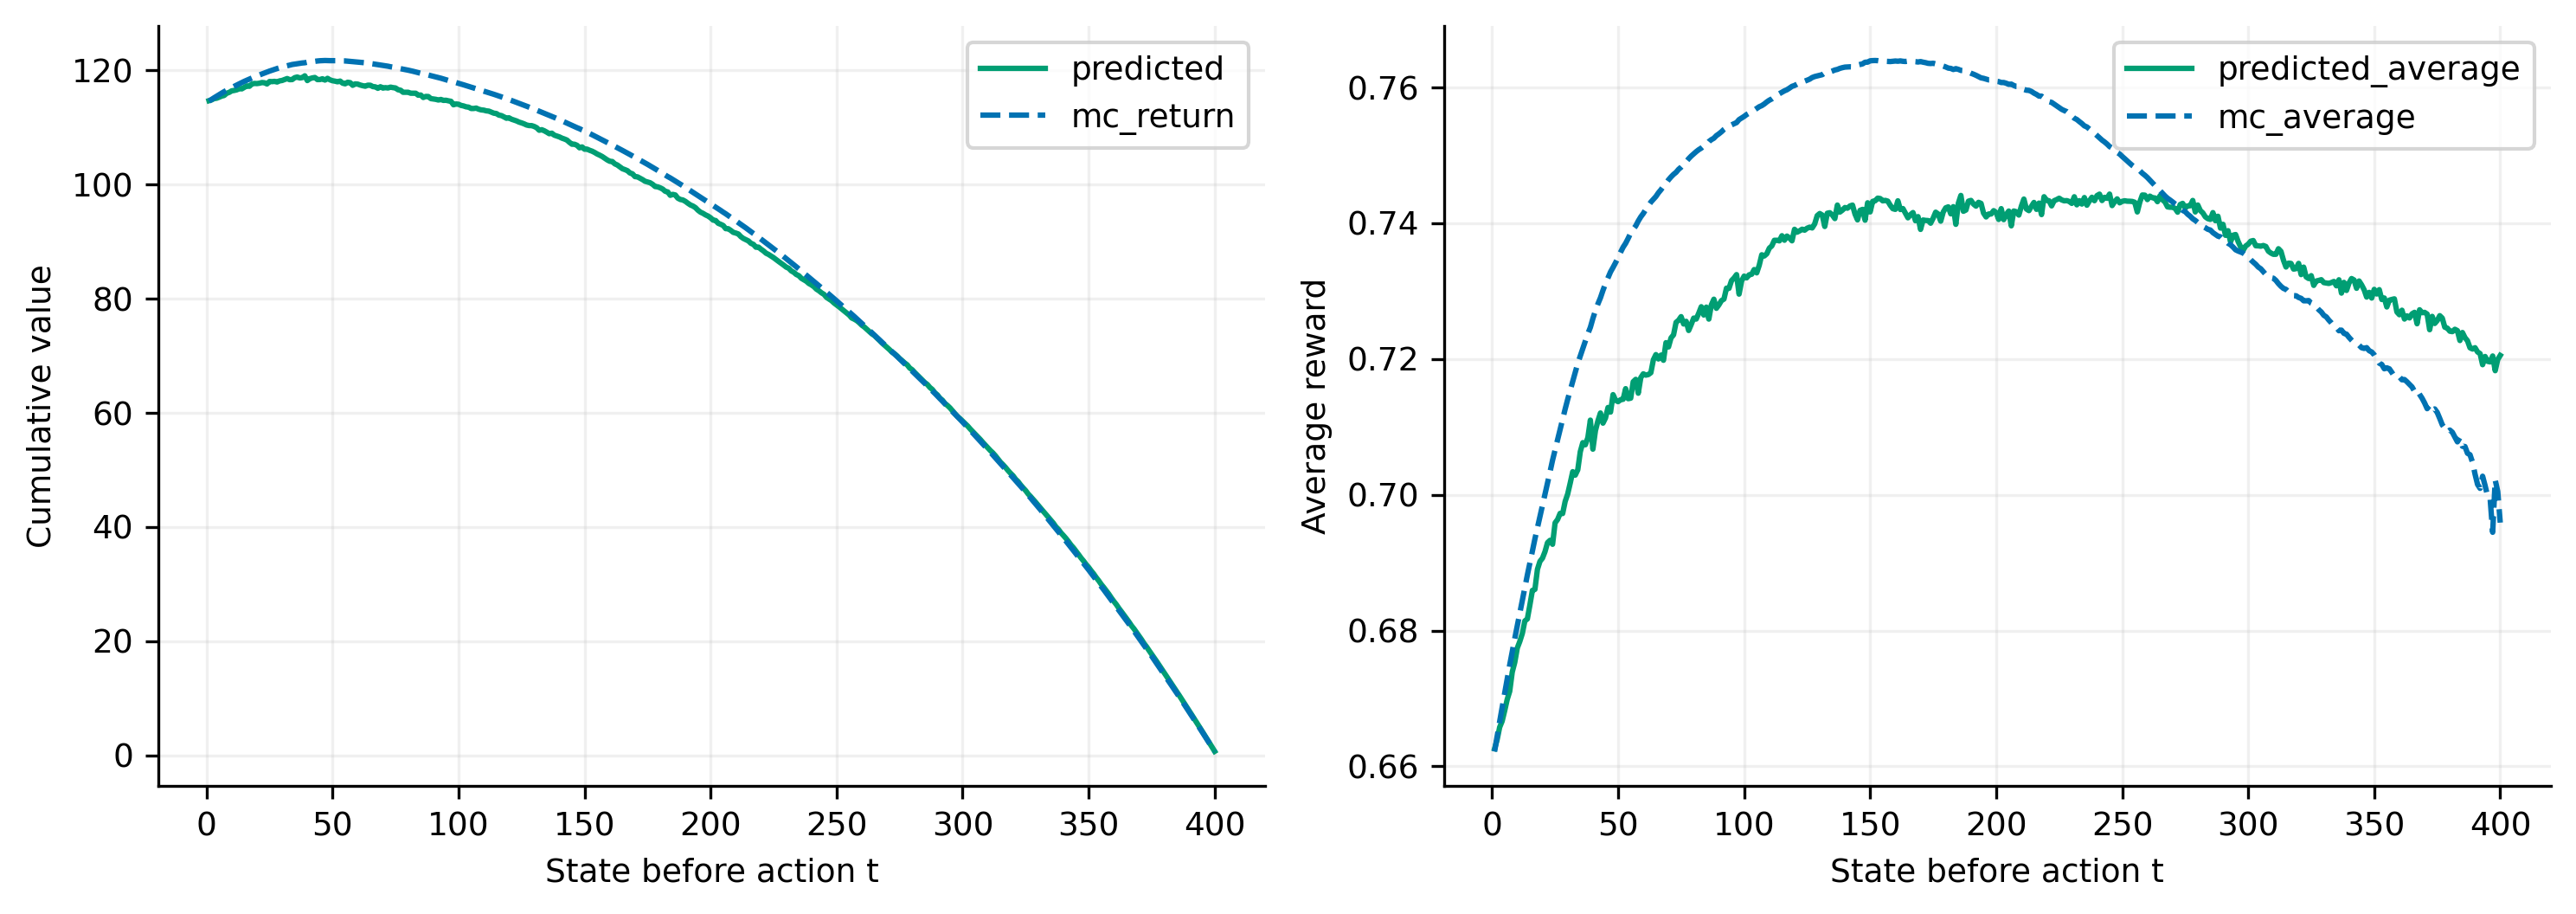 120
100
80
60
40
20
0
Cumulative value
0 50 100 150 200 250 300 350 400
State before action t
predicted
mc_return
0.76
0.74
0.72
0.70
0.68
0.66
Average reward
0 50 100 150 200 250 300 350 400
State before action t
predicted_average
mc_average